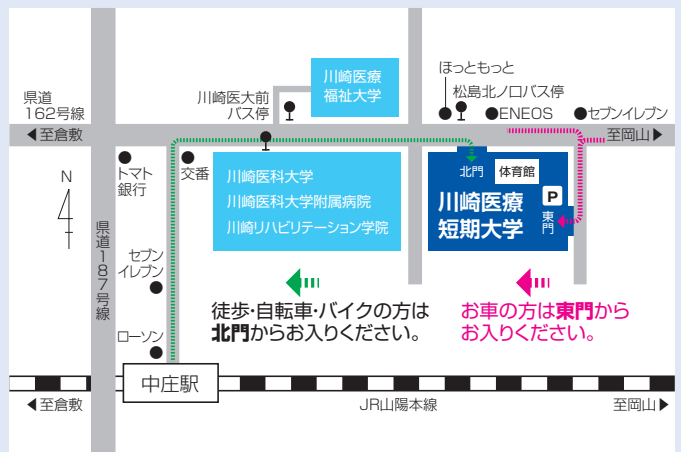 ほっともっと
松島北ノ口バス停
ENEOS
セブンイレブン
県道
162号線
川崎医大前
バス停
川崎医療
福祉大学
◀至倉敷
至岡山▶
N
トマト
銀行
交番
川崎医科大学
川崎医科大学附属病院
川崎リハビリテーション学院
北門
体育館
P
川崎医療
短期大学
東門
県道187号線
セブン
イレブン
徒歩・自転車・バイクの方は
北門からお入りください。
お車の方は東門から
お入りください。
ローソン
中庄駅
◀至倉敷
JR山陽本線
至岡山▶